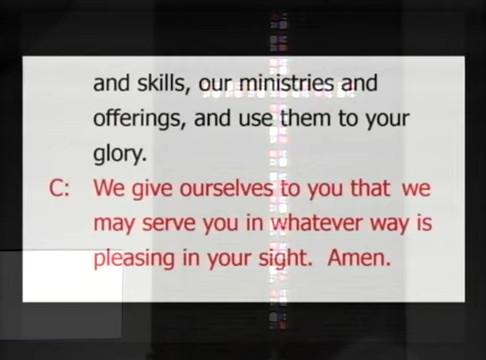 and skills, our ministries and
offerings, and use them to your
glory.
C: We give ourselves to you that we
may serve you in whatever way is
pleasing in your sight. Amen.